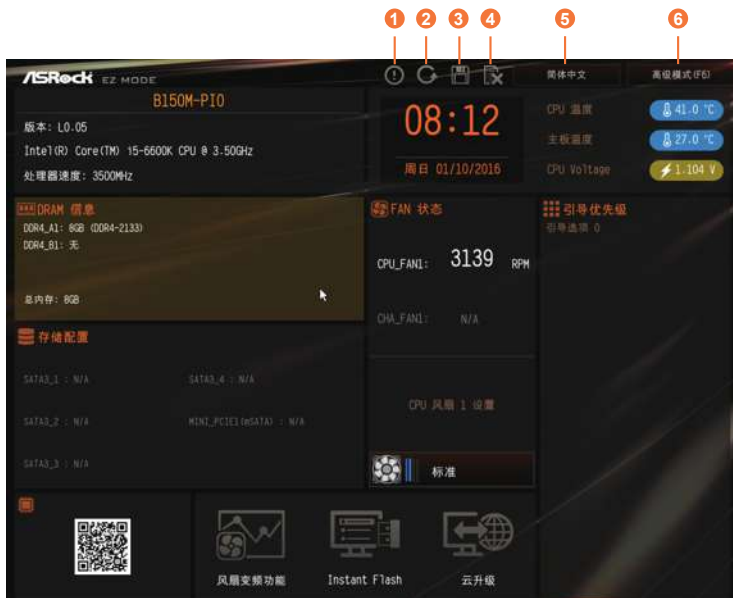 1 2 3 4 5 6
ASRock EZ MODE
简体中文
高级模式(F6)
B150M-PIO
版本: L0.05
Intel(R) Core(TM) i5-6600K CPU @ 3.50GHz
处理器速度: 3500MHz
08:12
周日 01/10/2016
CPU 温度 41.0 °C
主板温度 27.0 °C
CPU Voltage 1.104 V
DRAM 信息
DDR4_A1: 8GB (DDR4-2133)
DDR4_B1: 无
总内存: 8GB
FAN 状态
CPU_FAN1: 3139 RPM
CHA_FAN1: N/A
引导优先级
引导选项 0
存储配置
SATA3_1 : N/A
SATA3_4 : N/A
SATA3_2 : N/A
MINI_PCIE1(mSATA) : N/A
SATA3_3 : N/A
CPU 风扇 1 设置
标准
风扇变频功能
Instant Flash
云升级